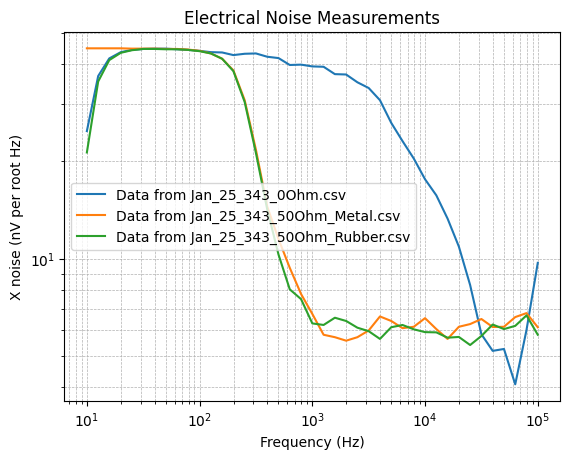 Electrical Noise Measurements
X noise (nV per root Hz)
10¹
Data from Jan_25_343_0Ohm.csv
Data from Jan_25_343_50Ohm_Metal.csv
Data from Jan_25_343_50Ohm_Rubber.csv
10¹ 10² 10³ 10⁴ 10⁵
Frequency (Hz)